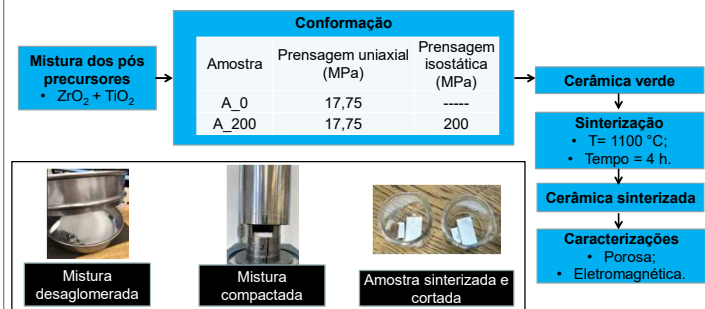 Conformação
Mistura dos pós
precursores
• ZrO₂ + TiO₂
Amostra
Prensagem uniaxial
(MPa)
Prensagem
isostática
(MPa)
A_0 17,75 -----
A_200 17,75 200
Cerâmica verde
Sinterização
• T= 1100 °C;
• Tempo = 4 h.
Cerâmica sinterizada
Caracterizações
• Porosa;
• Eletromagnética.
Mistura
desaglomerada
Mistura
compactada
Amostra sinterizada e
cortada